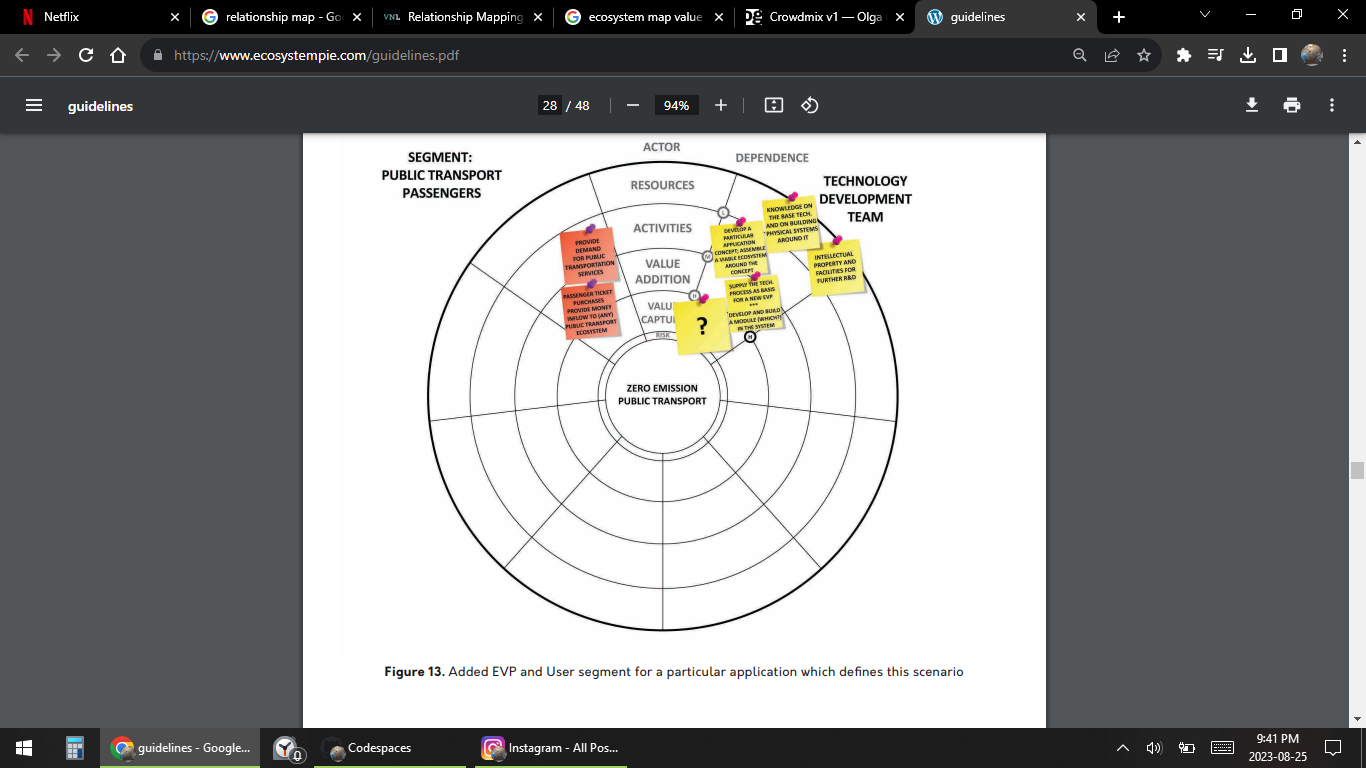 Netflix
relationship map - Goo
VNL
Relationship Mapping
ecosystem map value
Crowdmix v1 — Olga
guidelines
https://www.ecosystempie.com/guidelines.pdf
guidelines
28 / 48
94%
SEGMENT:
PUBLIC TRANSPORT
PASSENGERS
ACTOR
DEPENDENCE
TECHNOLOGY
DEVELOPMENT
TEAM
RESOURCES
ACTIVITIES
VALUE
ADDITION
VALU
CAPTU
RISK
L
M
H
PROVIDE
DEMAND
FOR PUBLIC
TRANSPORTATION
SERVICES
PASSENGER TICKET
PURCHASES
PROVIDE MONEY
INFLOW TO (ANY)
PUBLIC TRANSPORT
ECOSYSTEM
DEVELOP A
PARTICULAR
APPLICATION
CONCEPT; ASSEMBLE
A VIABLE ECOSYSTEM
AROUND THE
CONCEPT
KNOWLEDGE ON
THE BASE TECH.
AND ON BUILDING
PHYSICAL SYSTEMS
AROUND IT
INTELLECTUAL
PROPERTY AND
FACILITIES FOR
FURTHER R&D
SUPPLY THE TECH.
PROCESS AS BASIS
FOR A NEW EVP
***
DEVELOP AND BUILD
A MODULE (WHICH?)
IN THE SYSTEM
?
H
ZERO EMISSION
PUBLIC TRANSPORT
Figure 13. Added EVP and User segment for a particular application which defines this scenario
guidelines - Google...
0
Codespaces
Instagram - All Pos...
9:41 PM
2023-08-25